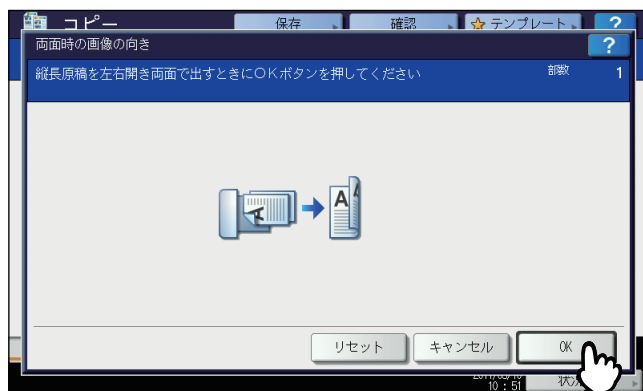 コピー 保存 確認 テンプレート ?
両面時の画像の向き ?
縦長原稿を左右開き両面で出すときにOKボタンを押してください 部数 1
A A
リセット キャンセル OK
10:51